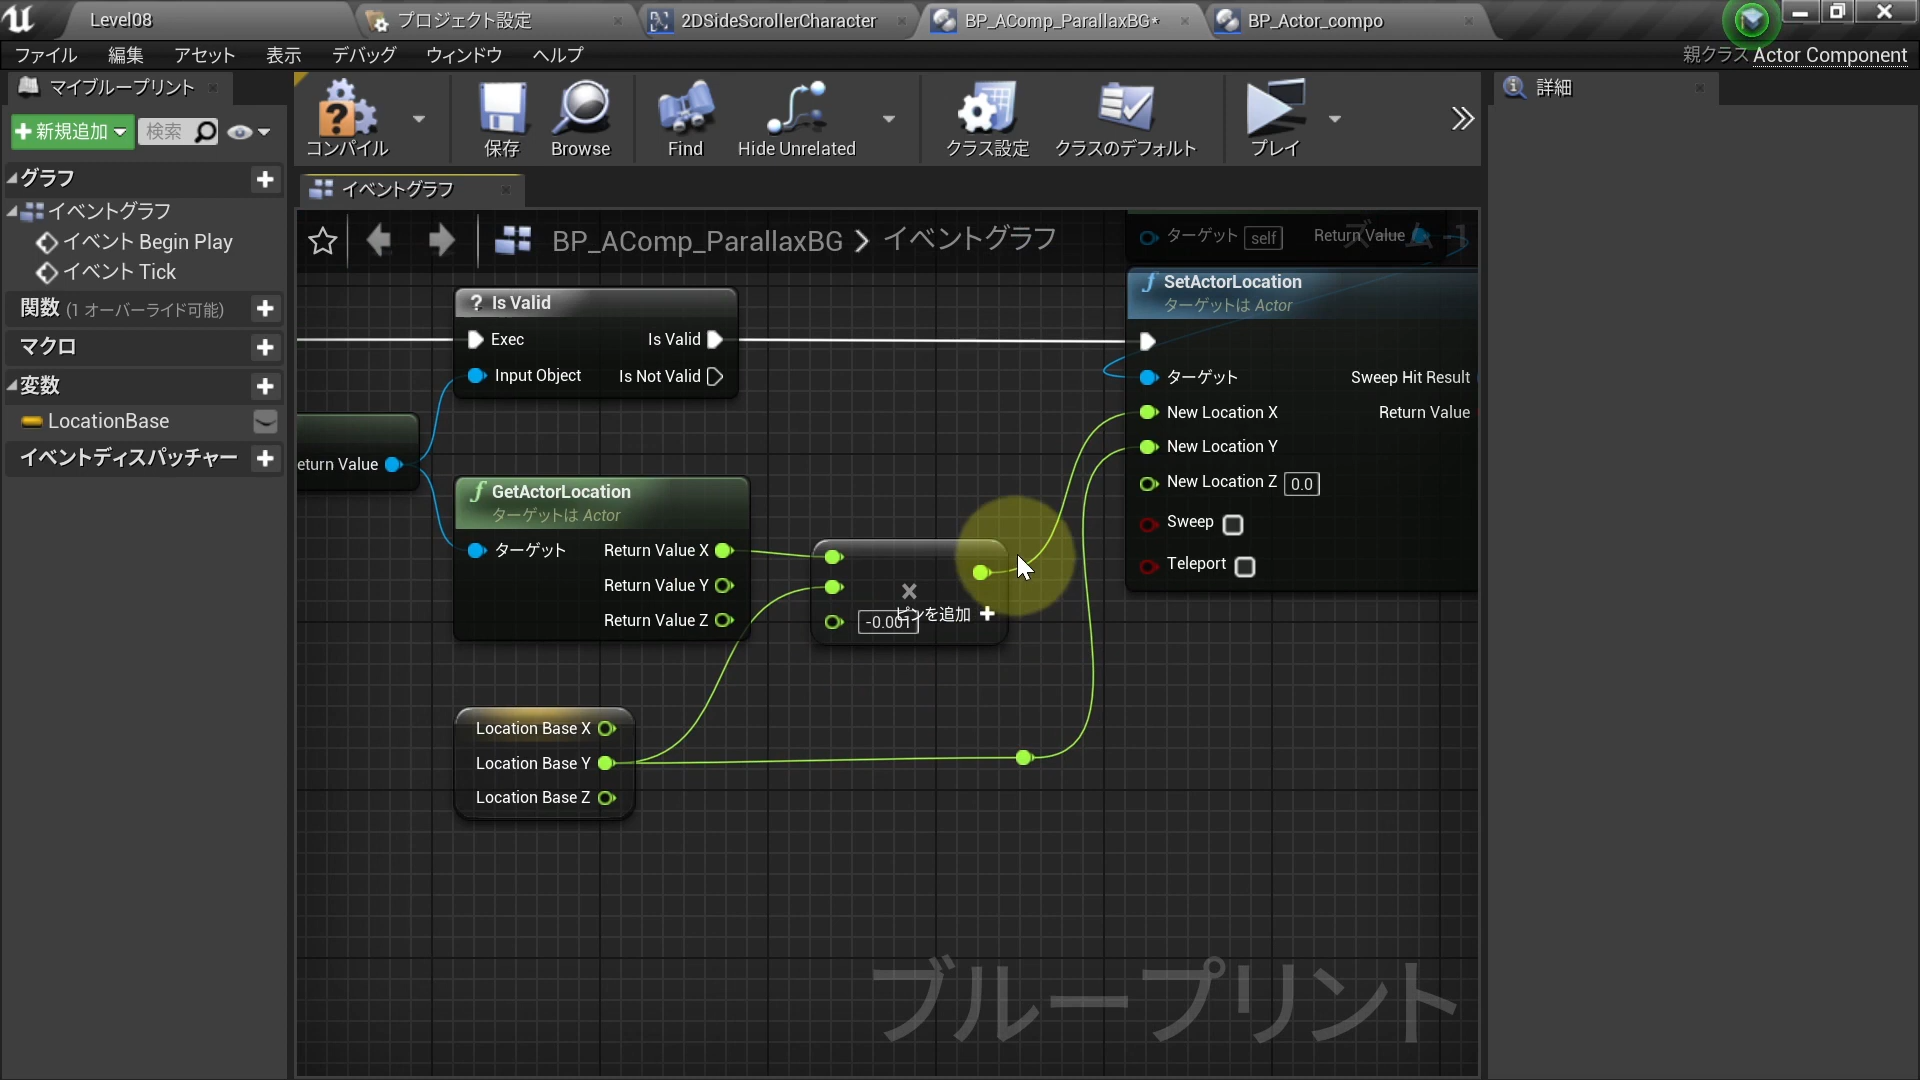 Level08
プロジェクト設定
2DSideScrollerCharacter
BP_AComp_ParallaxBG*
BP_Actor_compo
ファイル
編集
アセット
表示
デバッグ
ウィンドウ
ヘルプ
親クラス Actor Component
マイブループリント
新規追加
検索
コンパイル
保存
Browse
Find
Hide Unrelated
クラス設定
クラスのデフォルト
プレイ
詳細
グラフ
イベントグラフ
イベント Begin Play
イベント Tick
関数 (1 オーバーライド可能)
マクロ
変数
LocationBase
イベントディスパッチャー
イベントグラフ
BP_AComp_ParallaxBG > イベントグラフ
ズーム -1
ターゲット self
Return Value
SetActorLocation
ターゲットは Actor
ターゲット
Sweep Hit Result
New Location X
Return Value
New Location Y
New Location Z 0.0
Sweep
Teleport
? Is Valid
Exec
Is Valid
Input Object
Is Not Valid
eturn Value
f GetActorLocation
ターゲットは Actor
ターゲット
Return Value X
Return Value Y
Return Value Z
-0.001
ピンを追加 +
Location Base X
Location Base Y
Location Base Z
ブループリント